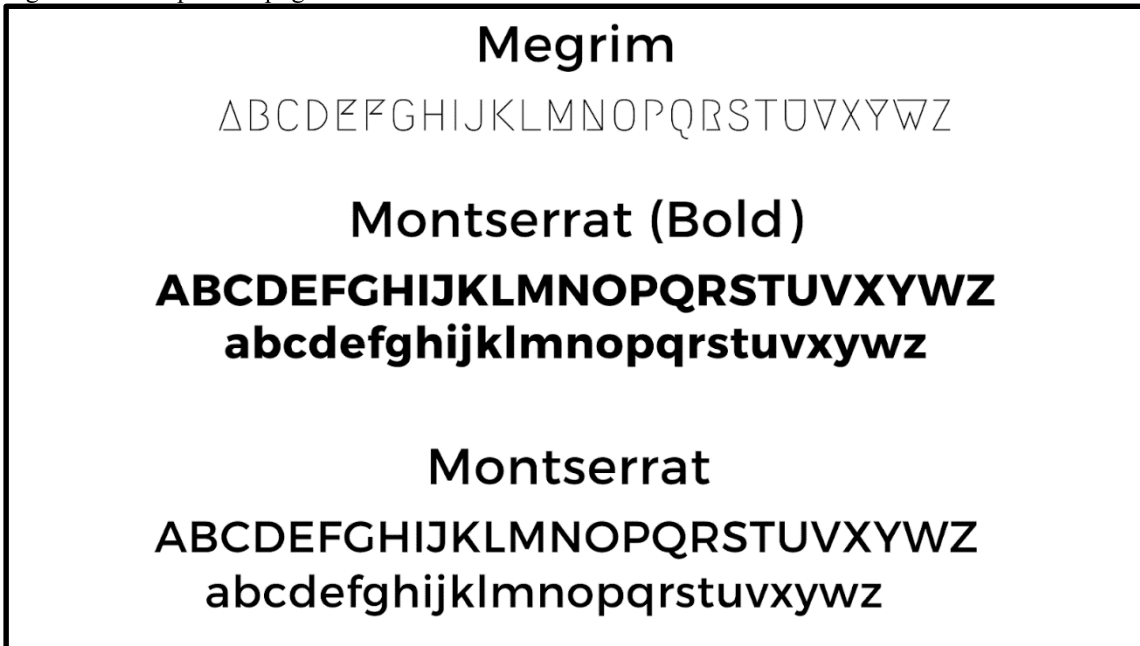 Megrim
ABCDEFGHIJKLMNOPQRSTUVXYWZ
Montserrat (Bold)
ABCDEFGHIJKLMNOPQRSTUVXYWZ
abcdefghijklmnopqrstuvxywz
Montserrat
ABCDEFGHIJKLMNOPQRSTUVXYWZ
abcdefghijklmnopqrstuvxywz